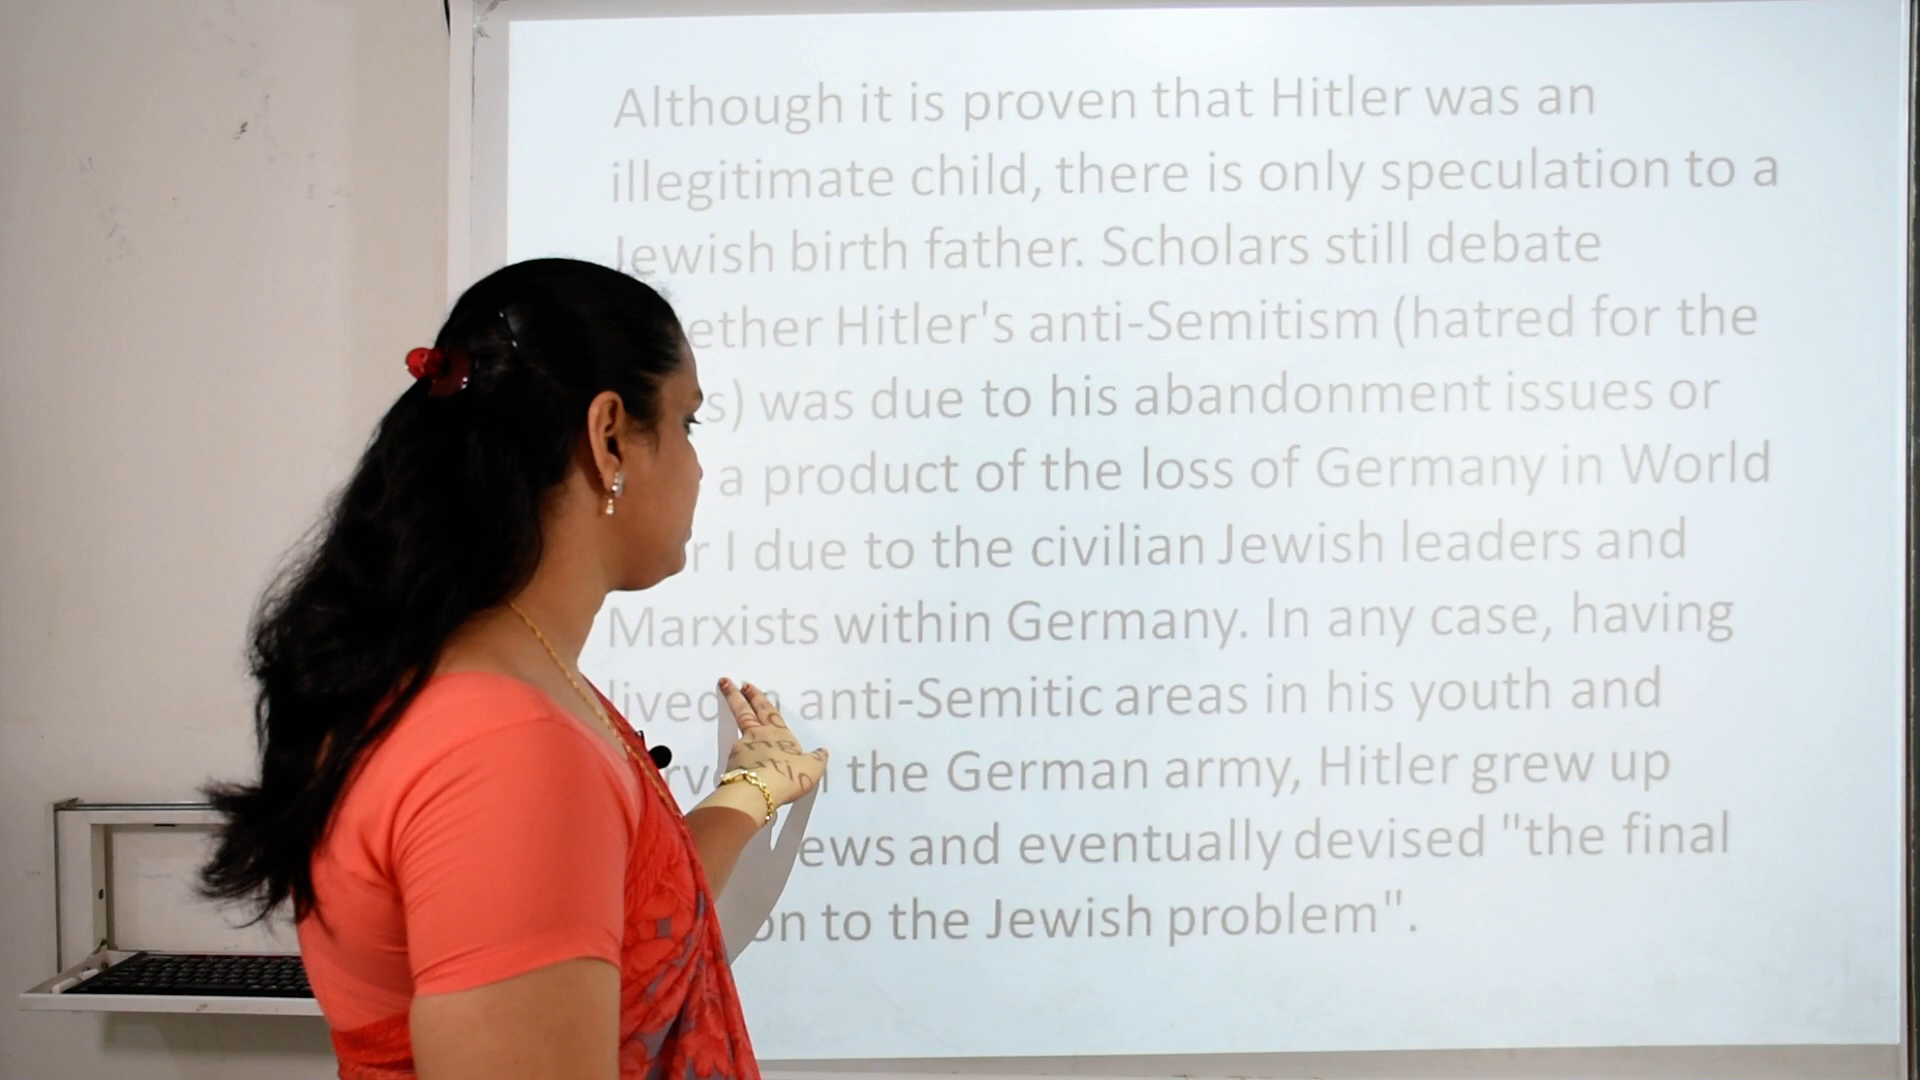 Although it is proven that Hitler was an
illegitimate child, there is only speculation to a
Jewish birth father. Scholars still debate
ether Hitler's anti-Semitism (hatred for the
s) was due to his abandonment issues or
a product of the loss of Germany in World
r I due to the civilian Jewish leaders and
Marxists within Germany. In any case, having
lived anti-Semitic areas in his youth and
the German army, Hitler grew up
ews and eventually devised "the final
on to the Jewish problem".